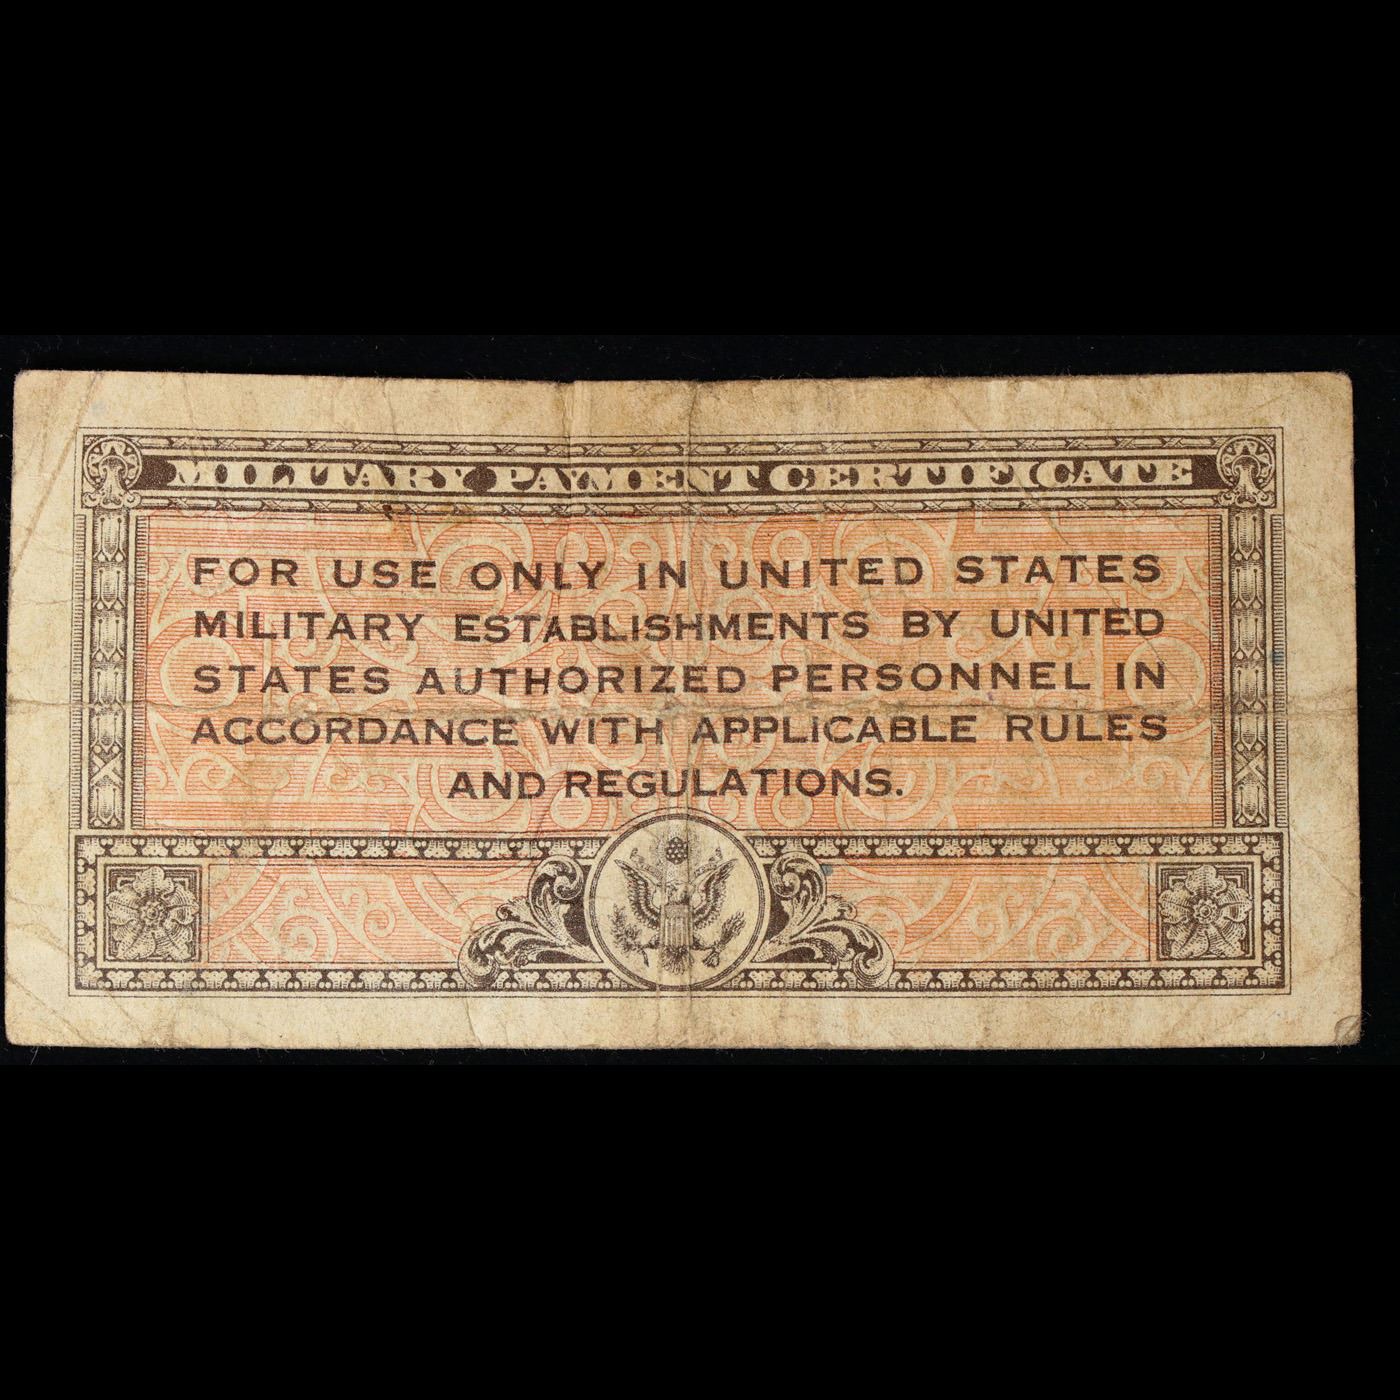 MILITARY PAYMENT CERTIFICATE
FOR USE ONLY IN UNITED STATES
MILITARY ESTABLISHMENTS BY UNITED
STATES AUTHORIZED PERSONNEL IN
ACCORDANCE WITH APPLICABLE RULES
AND REGULATIONS.